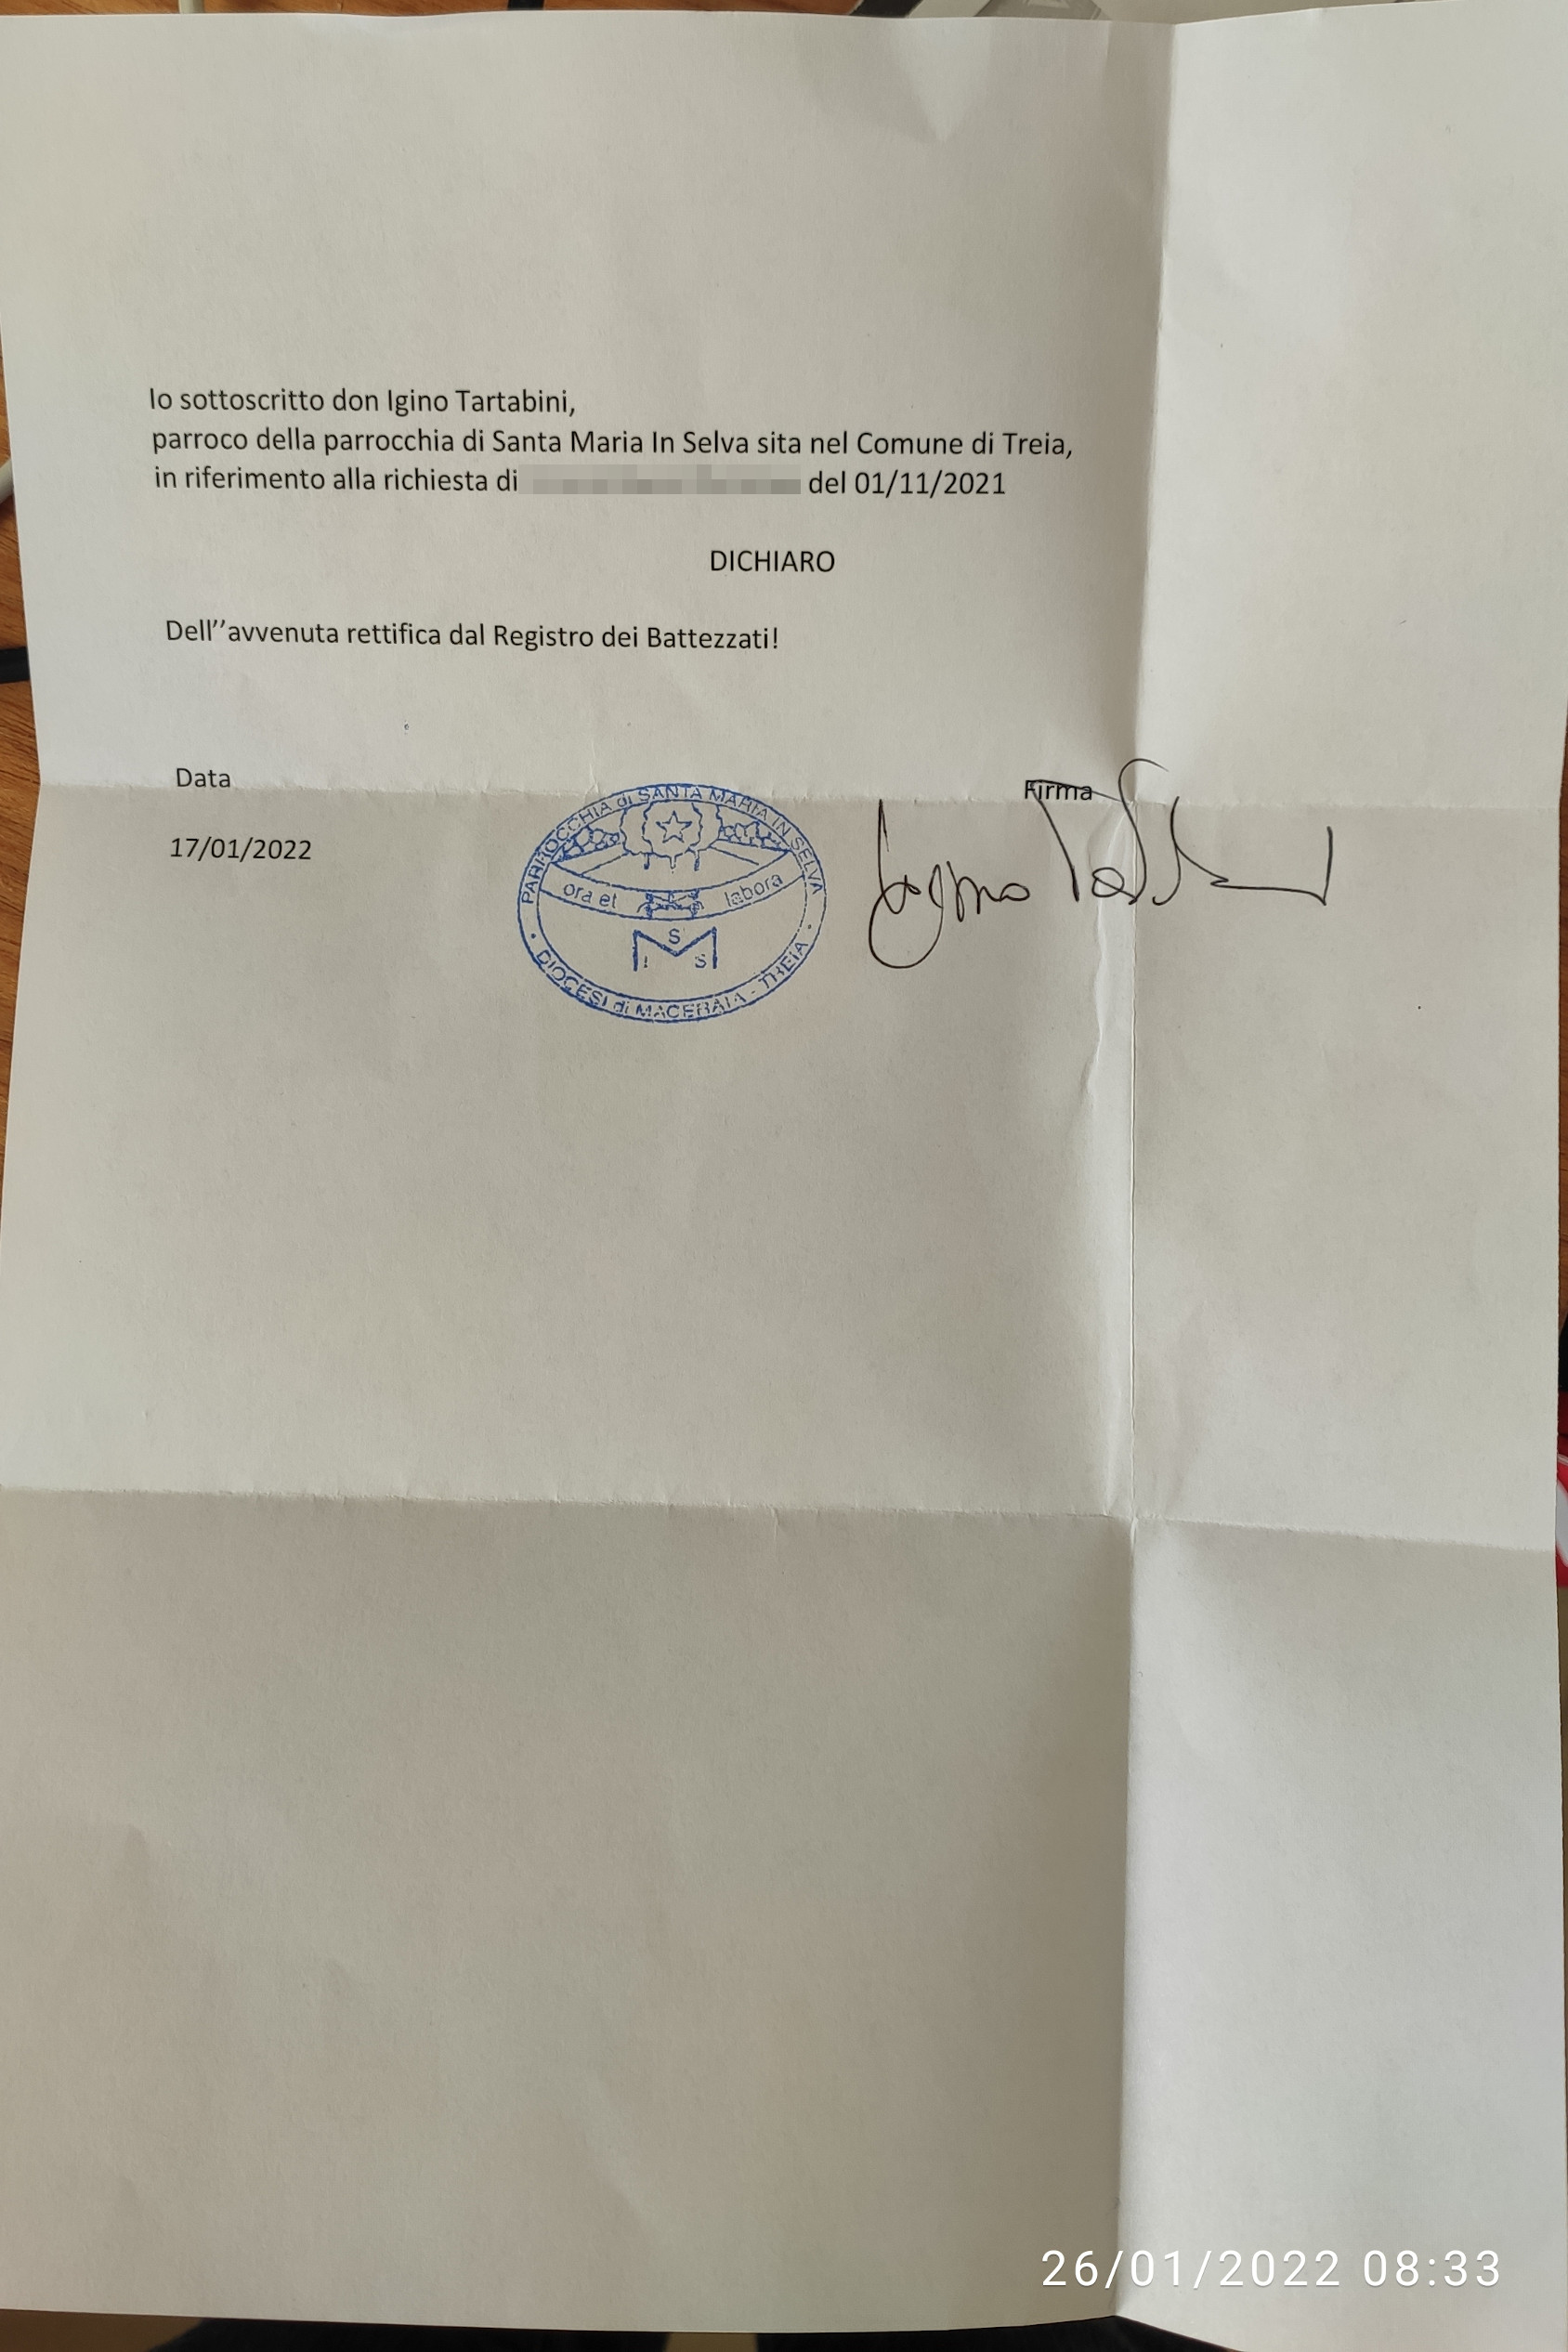 Io sottoscritto don Igino Tartabini,
parroco della parrocchia di Santa Maria In Selva sita nel Comune di Treia,
in riferimento alla richiesta di del 01/11/2021
DICHIARO
Dell''avvenuta rettifica dal Registro dei Battezzati!
Data
Firma
17/01/2022
PARROCCHIA di SANTA MARIA IN SELVA
ora et labora
S
M
I S
DIOCESI di MACERATA - TREIA
26/01/2022 08:33